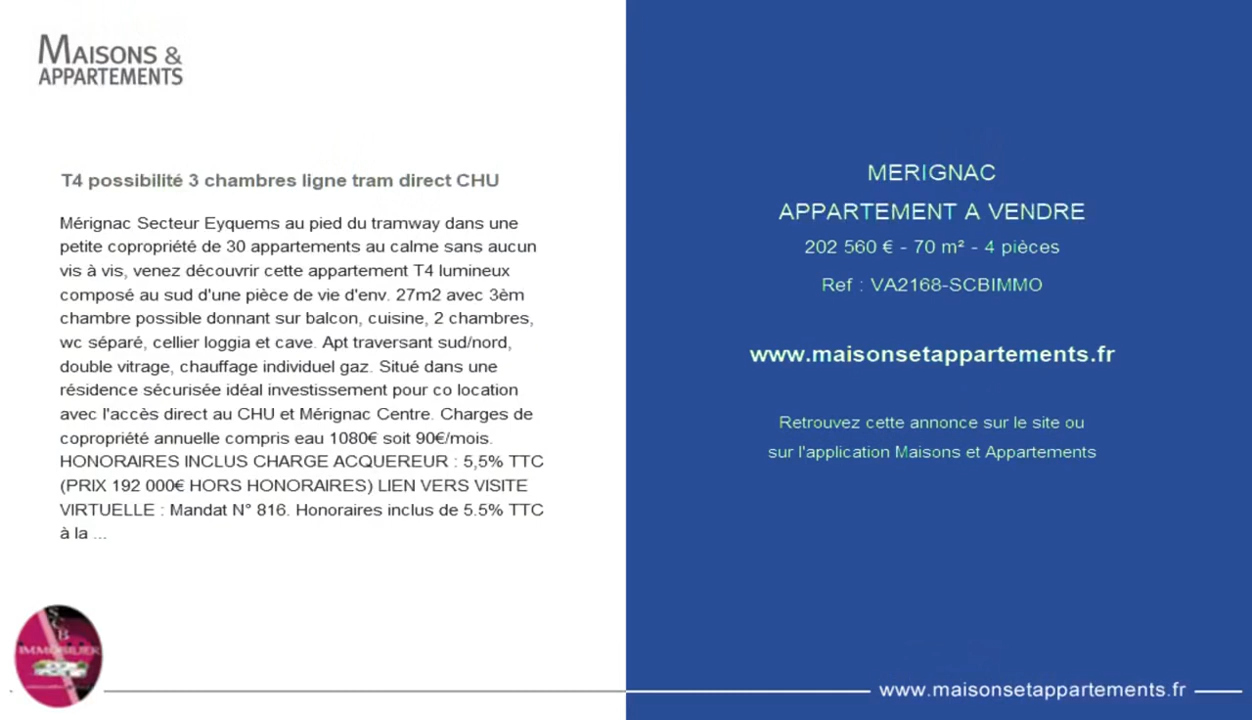 MAISONS &
APPARTEMENTS
T4 possibilité 3 chambres ligne tram direct CHU
Mérignac Secteur Eyquems au pied du tramway dans une
petite copropriété de 30 appartements au calme sans aucun
vis à vis, venez découvrir cette appartement T4 lumineux
composé au sud d'une pièce de vie d'env. 27m2 avec 3èm
chambre possible donnant sur balcon, cuisine, 2 chambres,
wc séparé, cellier loggia et cave. Apt traversant sud/nord,
double vitrage, chauffage individuel gaz. Situé dans une
résidence sécurisée idéal investissement pour co location
avec l'accès direct au CHU et Mérignac Centre. Charges de
copropriété annuelle compris eau 1080€ soit 90€/mois.
HONORAIRES INCLUS CHARGE ACQUEREUR : 5,5% TTC
(PRIX 192 000€ HORS HONORAIRES) LIEN VERS VISITE
VIRTUELLE : Mandat N° 816. Honoraires inclus de 5.5% TTC
à la ...
SCB
IMMOBILIER
MERIGNAC
APPARTEMENT A VENDRE
202 560 € - 70 m² - 4 pièces
Ref : VA2168-SCBIMMO
www.maisonsetappartements.fr
Retrouvez cette annonce sur le site ou
sur l'application Maisons et Appartements
www.maisonsetappartements.fr